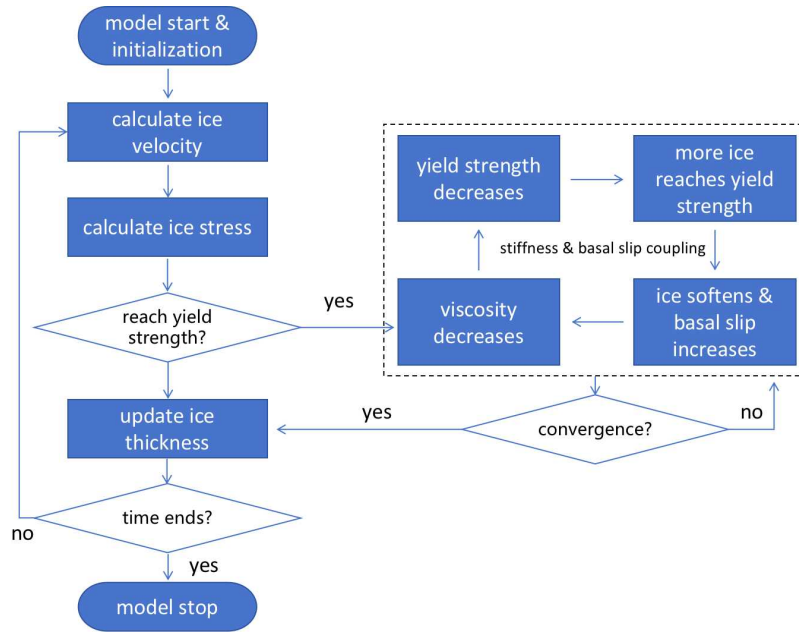 model start &
initialization
calculate ice
velocity
calculate ice stress
reach yield
strength?
yes
update ice
thickness
time ends?
no
yes
model stop
yield strength
decreases
more ice
reaches yield
strength
stiffness & basal slip coupling
viscosity
decreases
ice softens &
basal slip
increases
convergence?
yes
no